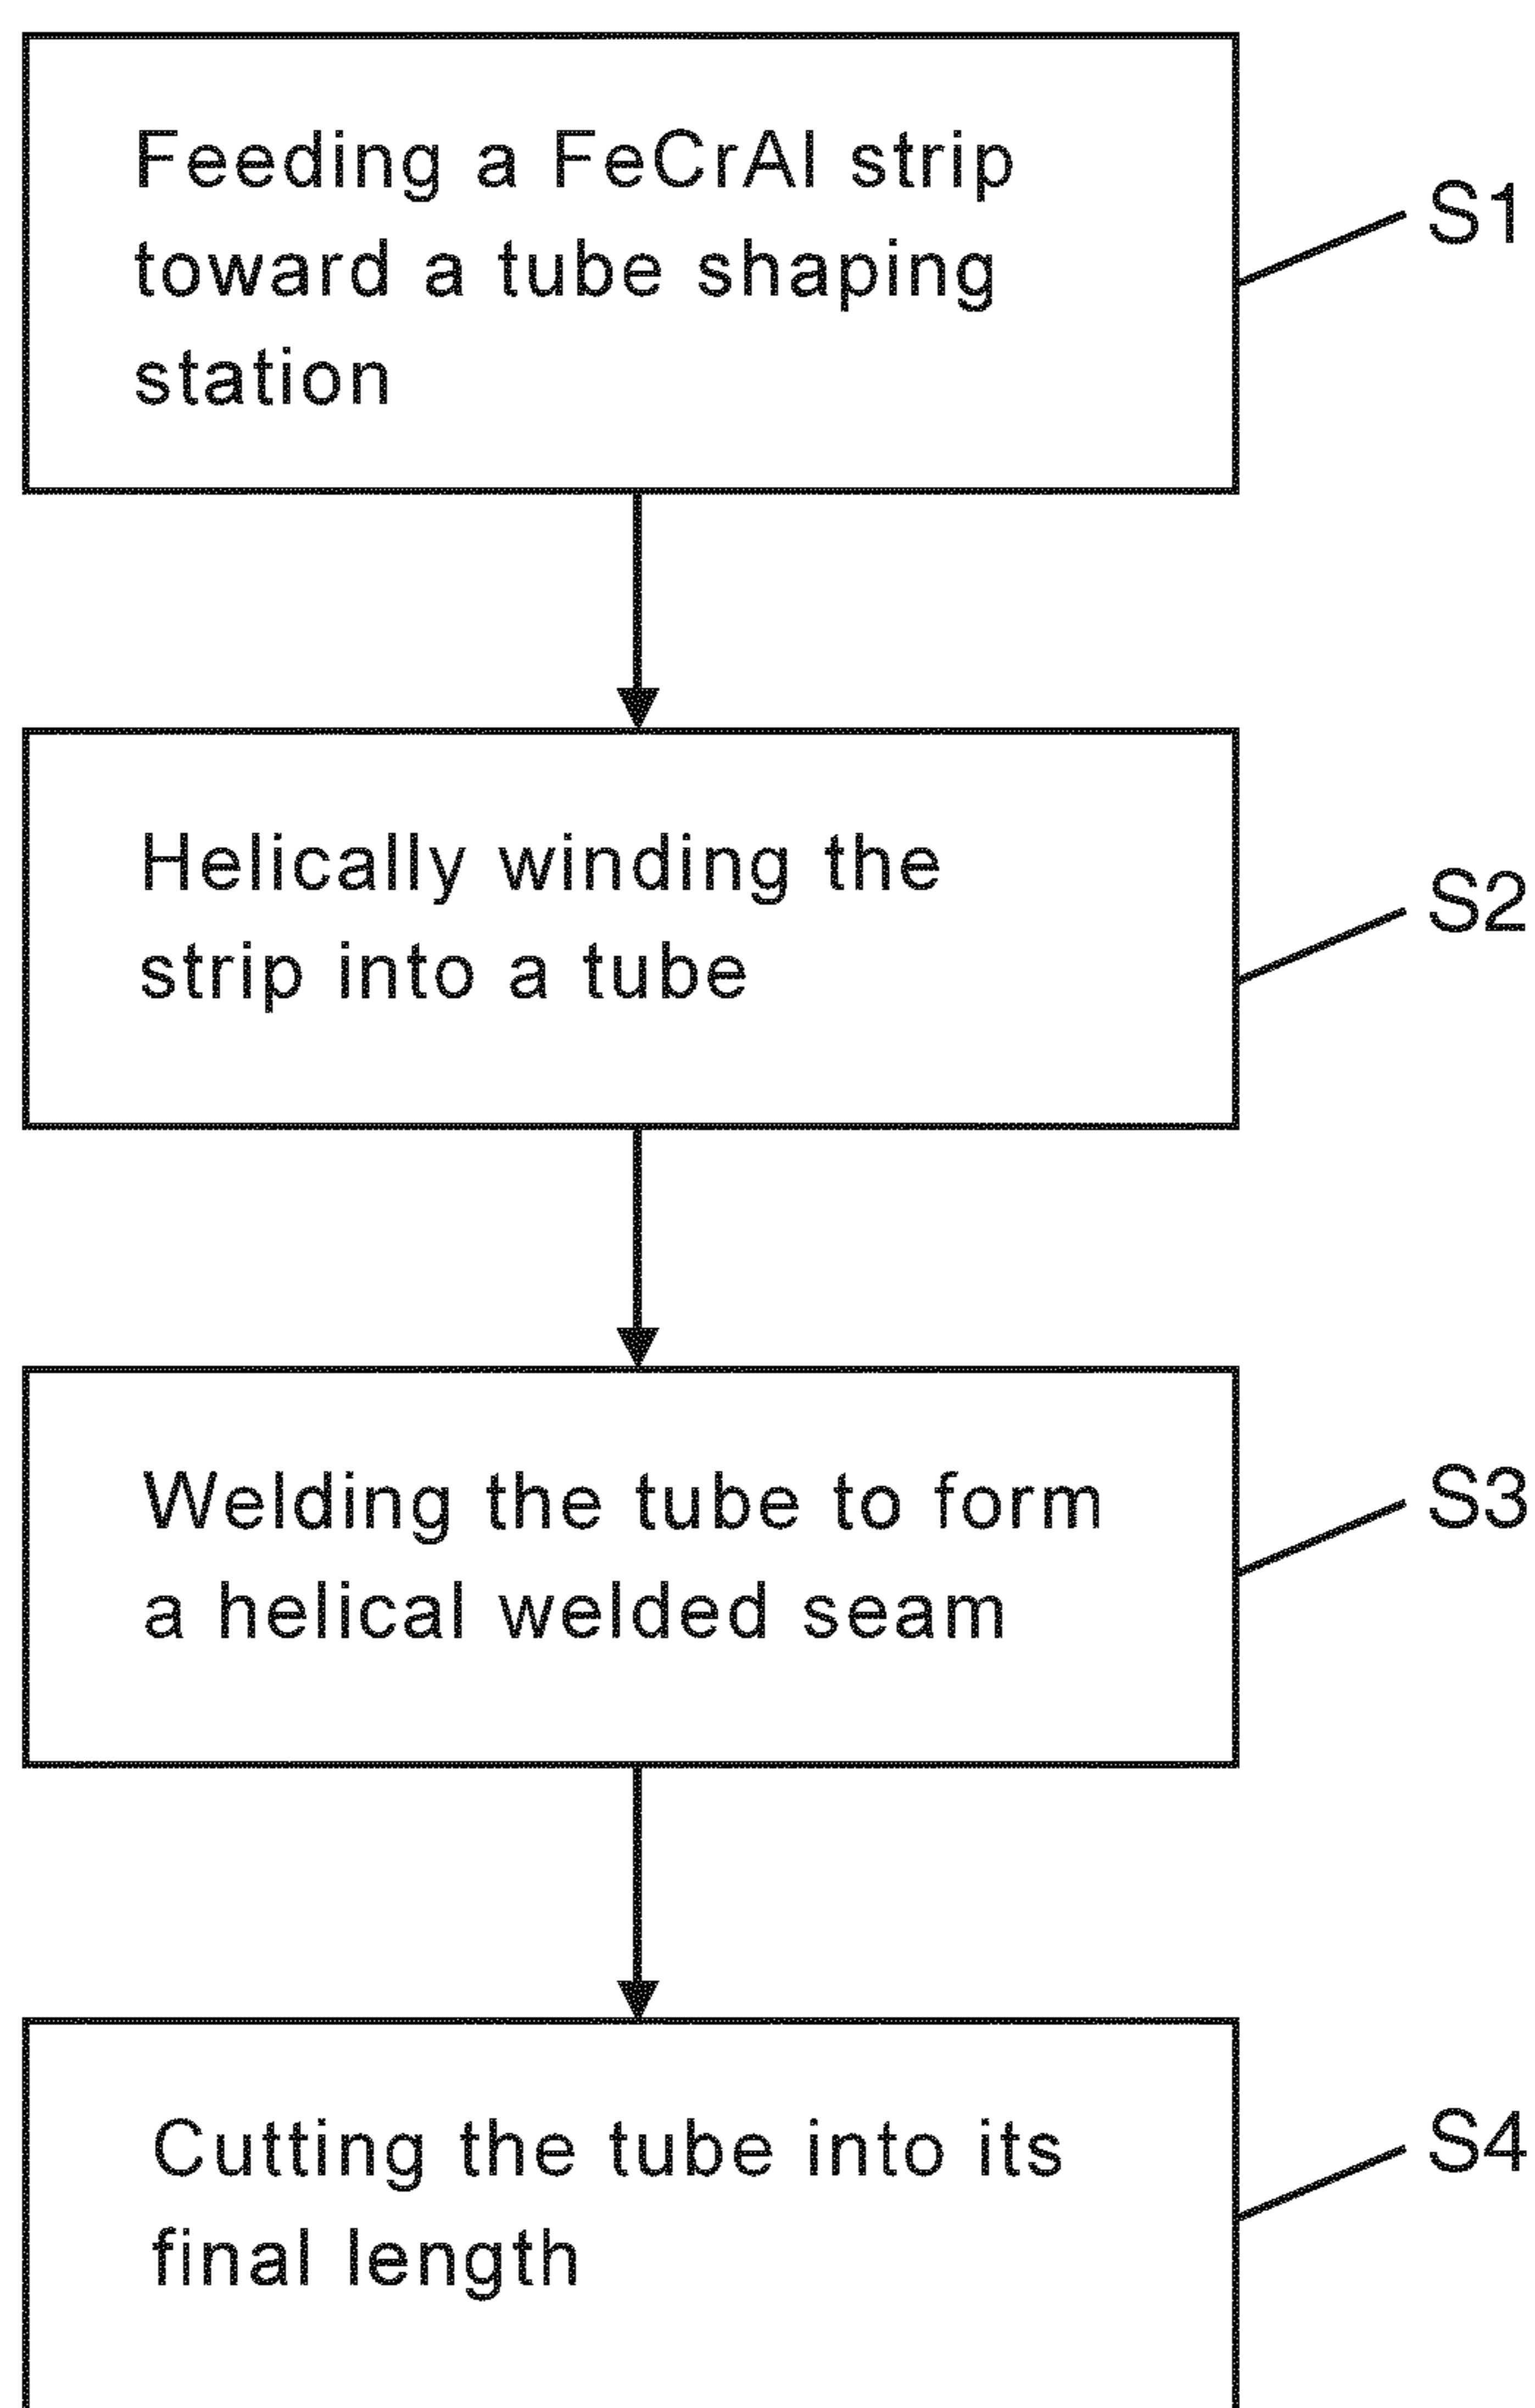 Feeding a FeCrAl strip
toward a tube shaping
station
S1
Helically winding the
strip into a tube
S2
Welding the tube to form
a helical welded seam
S3
Cutting the tube into its
final length
S4